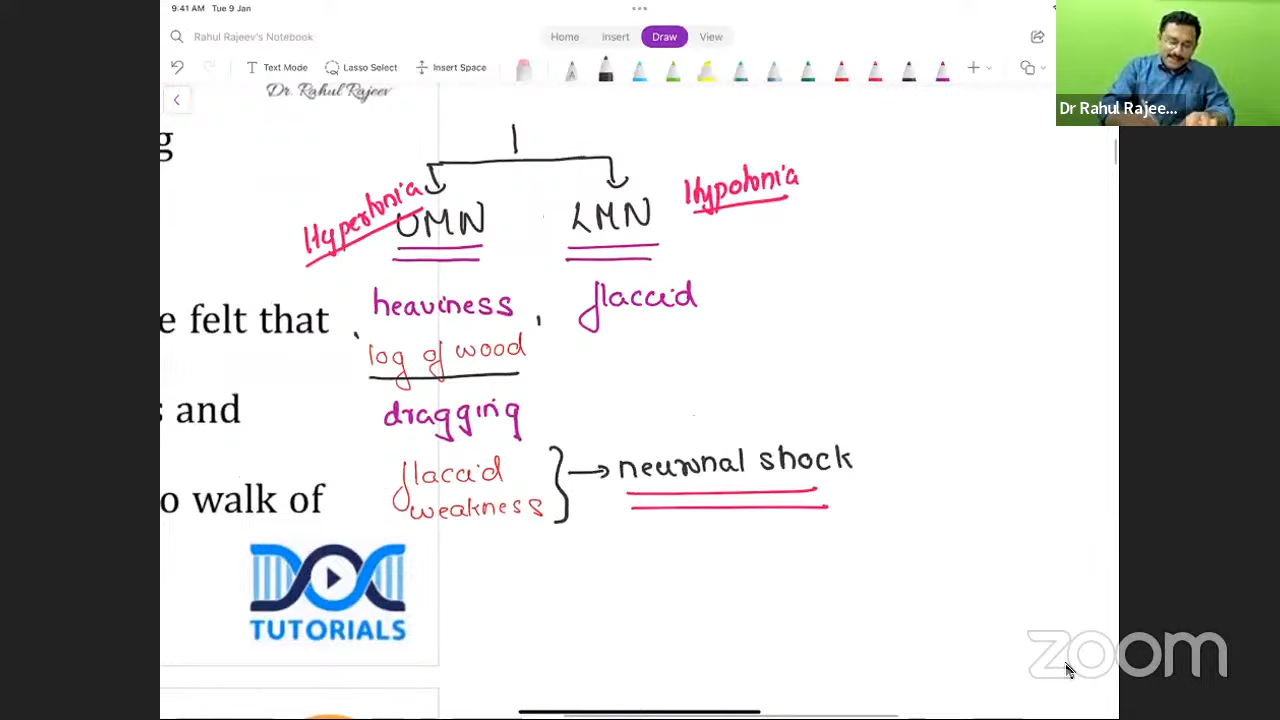 9:41 AM Tue 9 Jan
Rahul Rajeev's Notebook
Home Insert Draw View
Text Mode Lasso Select Insert Space
Dr. Rahul Rajeev
Dr Rahul Rajee...
g
Hypertonia
Hypotonia
UMN LMN
heaviness, flaccid
e felt that
log of wood
s and
dragging
flaccid
weakness
neuronal shock
o walk of
DOC
TUTORIALS
zoom